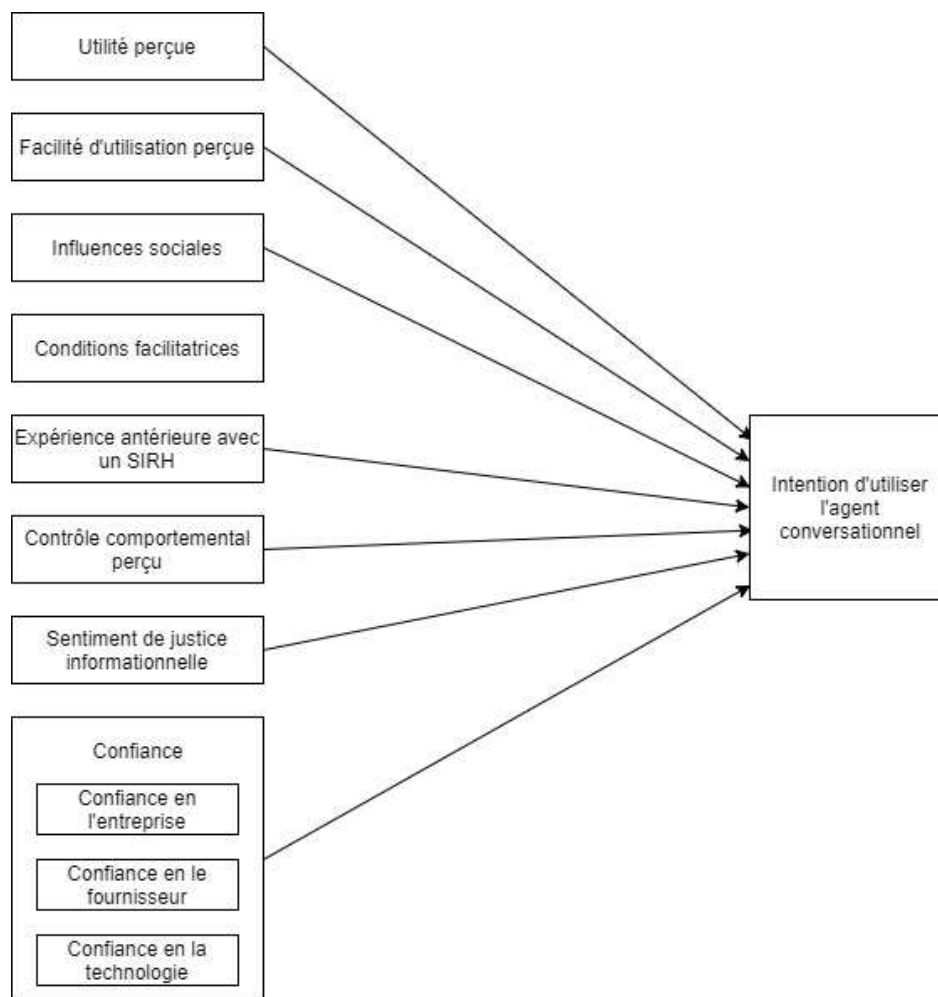 Utilité perçue
Facilité d'utilisation perçue
Influences sociales
Conditions facilitatrices
Expérience antérieure avec
un SIRH
Contrôle comportemental
perçu
Sentiment de justice
informationnelle
Confiance
Confiance en
l'entreprise
Confiance en le
fournisseur
Confiance en la
technologie
Intention d'utiliser
l'agent
conversationnel